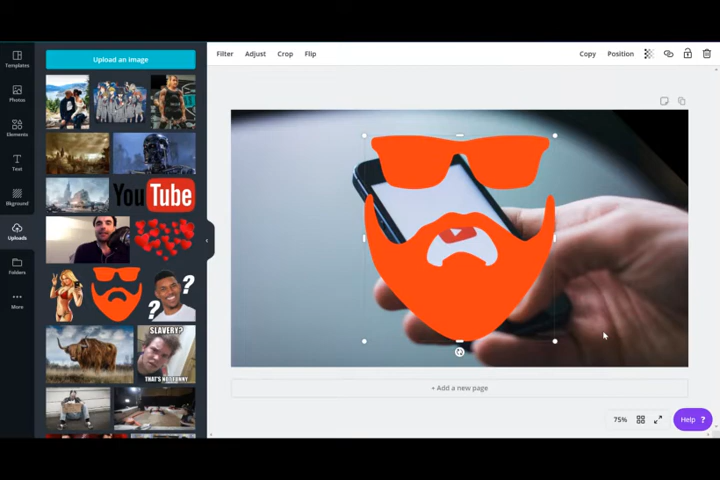 Templates
Photos
Elements
Text
Bkground
Uploads
Folders
More
Upload an image
YouTube
?
?
SLAVERY?
THAT'S NO FUNNY
Filter Adjust Crop Flip
Copy Position
+ Add a new page
75%
Help ?